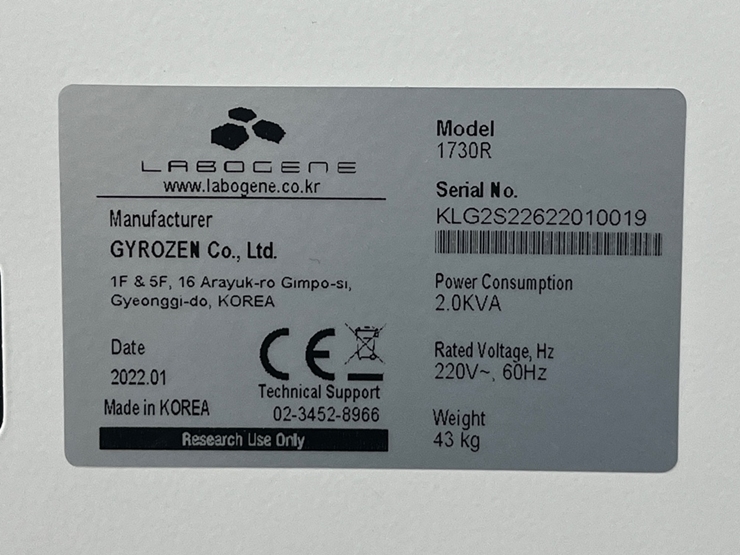 LABOGENE
www.labogene.co.kr
Manufacturer
GYROZEN Co., Ltd.
1F & 5F, 16 Arayuk-ro Gimpo-si,
Gyeonggi-do, KOREA
Date
2022.01
Made in KOREA
CE
Technical Support
02-3452-8966
Research Use Only
Model
1730R
Serial No.
KLG2S22622010019
Power Consumption
2.0KVA
Rated Voltage, Hz
220V~, 60Hz
Weight
43 kg